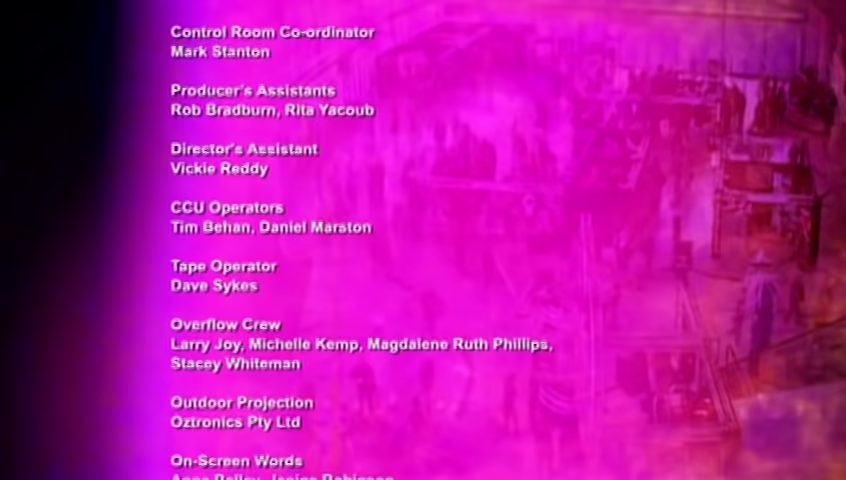 Control Room Co-ordinator
Mark Stanton
Producer's Assistants
Rob Bradburn, Rita Yacoub
Director's Assistant
Vickie Reddy
CCU Operators
Tim Behan, Daniel Marston
Tape Operator
Dave Sykes
Overflow Crew
Larry Joy, Michelle Kemp, Magdalene Ruth Phillips,
Stacey Whiteman
Outdoor Projection
Oztronics Pty Ltd
On-Screen Words